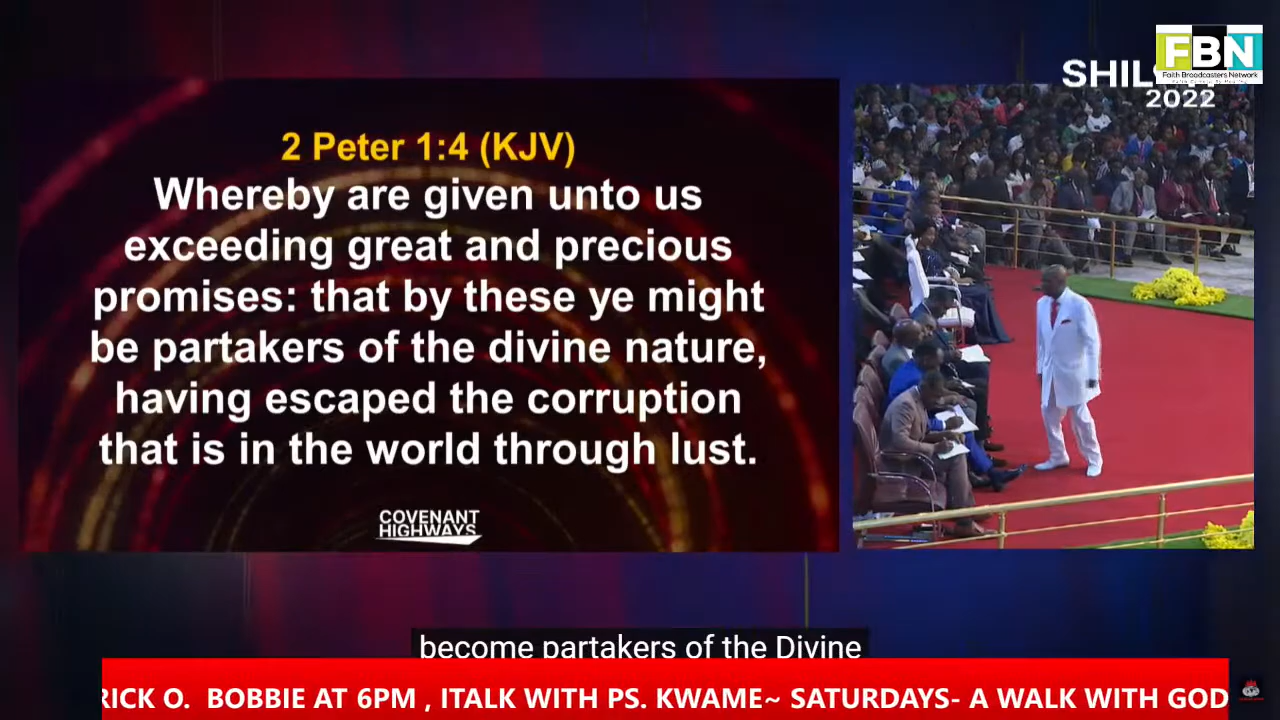 2 Peter 1:4 (KJV)
Whereby are given unto us
exceeding great and precious
promises: that by these ye might
be partakers of the divine nature,
having escaped the corruption
that is in the world through lust.
COVENANT
HIGHWAYS
FBN
Faith Broadcasters Network
2022
become partakers of the Divine
O. BOBBIE AT 6PM , ITALK WITH PS. KWAME~ SATURDAYS- A WALK WITH GOD